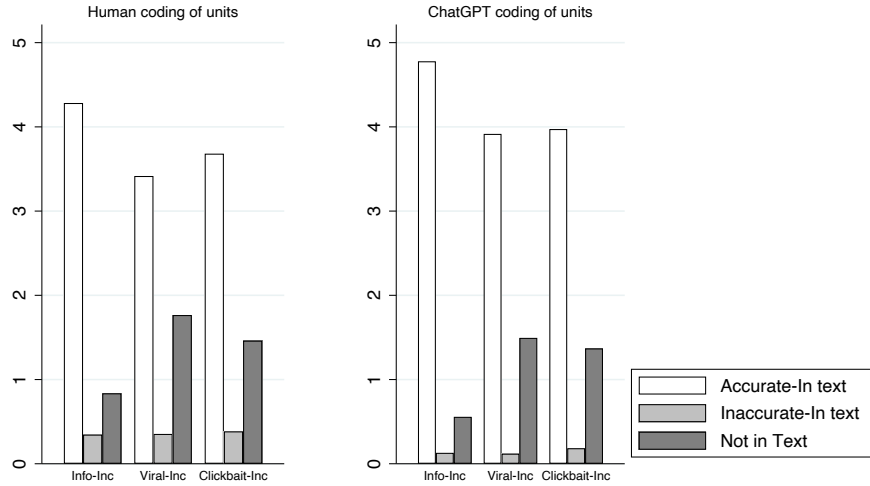 Human coding of units
5
4
3
2
1
0
Info-Inc Viral-Inc Clickbait-Inc
ChatGPT coding of units
5
4
3
2
1
0
Info-Inc Viral-Inc Clickbait-Inc
Accurate-In text
Inaccurate-In text
Not in Text